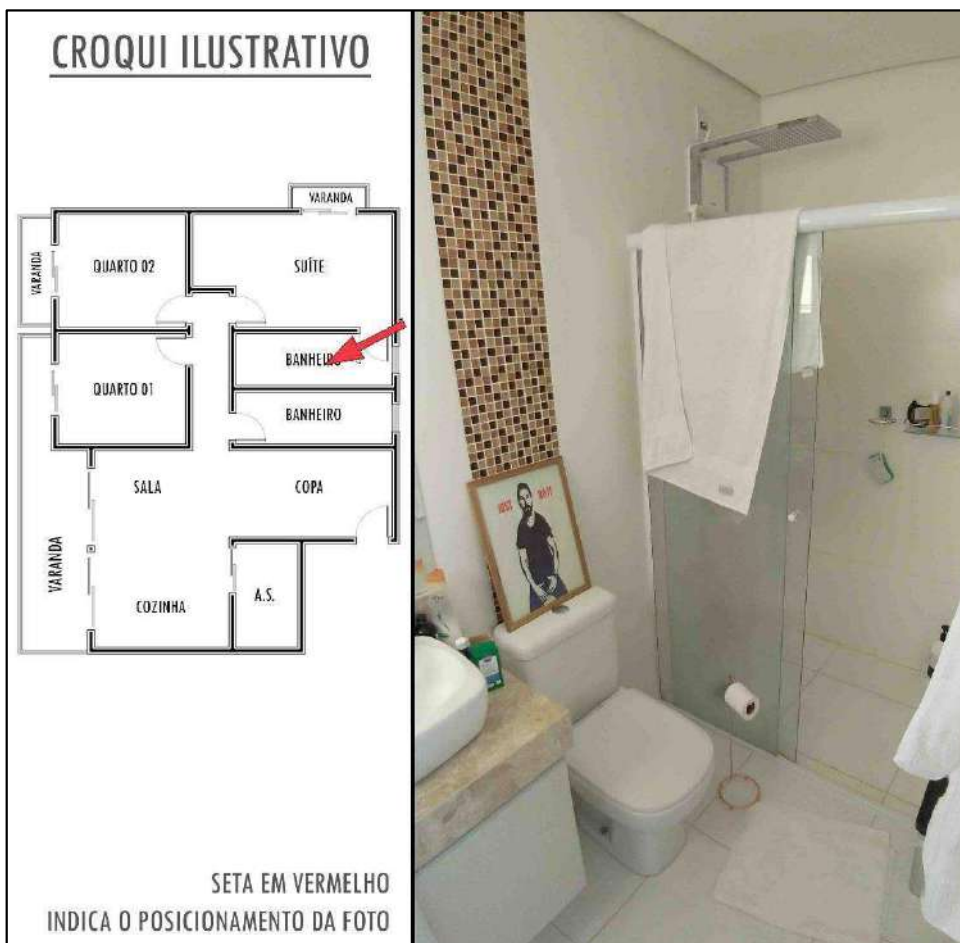 CROQUI ILUSTRATIVO
VARANDA
VARANDA
QUARTO 02
SUÍTE
BANHEIRO
QUARTO 01
BANHEIRO
SALA
COPA
VARANDA
COZINHA
A.S.
SETA EM VERMELHO
INDICA O POSICIONAMENTO DA FOTO